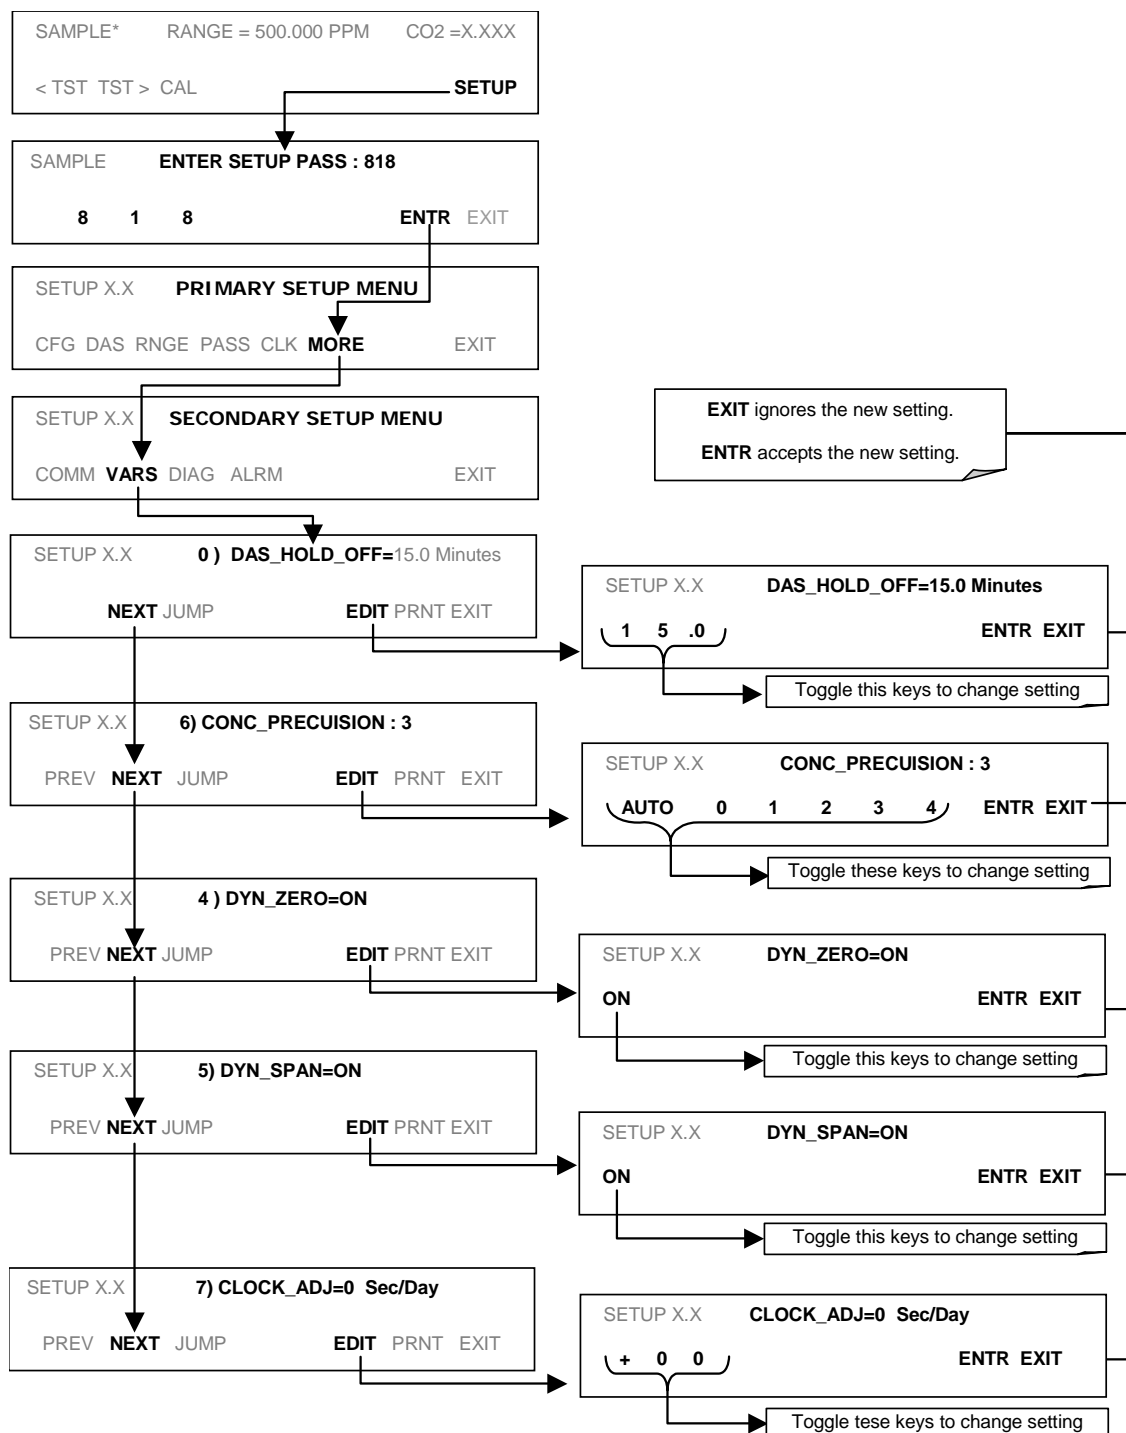 SAMPLE* RANGE = 500.000 PPM CO2 =X.XXX
< TST TST > CAL SETUP
SAMPLE ENTER SETUP PASS : 818
8 1 8 ENTR EXIT
SETUP X.X PRIMARY SETUP MENU
CFG DAS RNGE PASS CLK MORE EXIT
SETUP X.X SECONDARY SETUP MENU
COMM VARS DIAG ALRM EXIT
EXIT ignores the new setting.
ENTR accepts the new setting.
SETUP X.X 0 ) DAS_HOLD_OFF=15.0 Minutes
NEXT JUMP EDIT PRNT EXIT
SETUP X.X DAS_HOLD_OFF=15.0 Minutes
1 5 .0 ENTR EXIT
Toggle this keys to change setting
SETUP X.X 6) CONC_PRECUISION : 3
PREV NEXT JUMP EDIT PRNT EXIT
SETUP X.X CONC_PRECUISION : 3
AUTO 0 1 2 3 4 ENTR EXIT
Toggle these keys to change setting
SETUP X.X 4 ) DYN_ZERO=ON
PREV NEXT JUMP EDIT PRNT EXIT
SETUP X.X DYN_ZERO=ON
ON ENTR EXIT
Toggle this keys to change setting
SETUP X.X 5) DYN_SPAN=ON
PREV NEXT JUMP EDIT PRNT EXIT
SETUP X.X DYN_SPAN=ON
ON ENTR EXIT
Toggle this keys to change setting
SETUP X.X 7) CLOCK_ADJ=0 Sec/Day
PREV NEXT JUMP EDIT PRNT EXIT
SETUP X.X CLOCK_ADJ=0 Sec/Day
+ 0 0 ENTR EXIT
Toggle tese keys to change setting